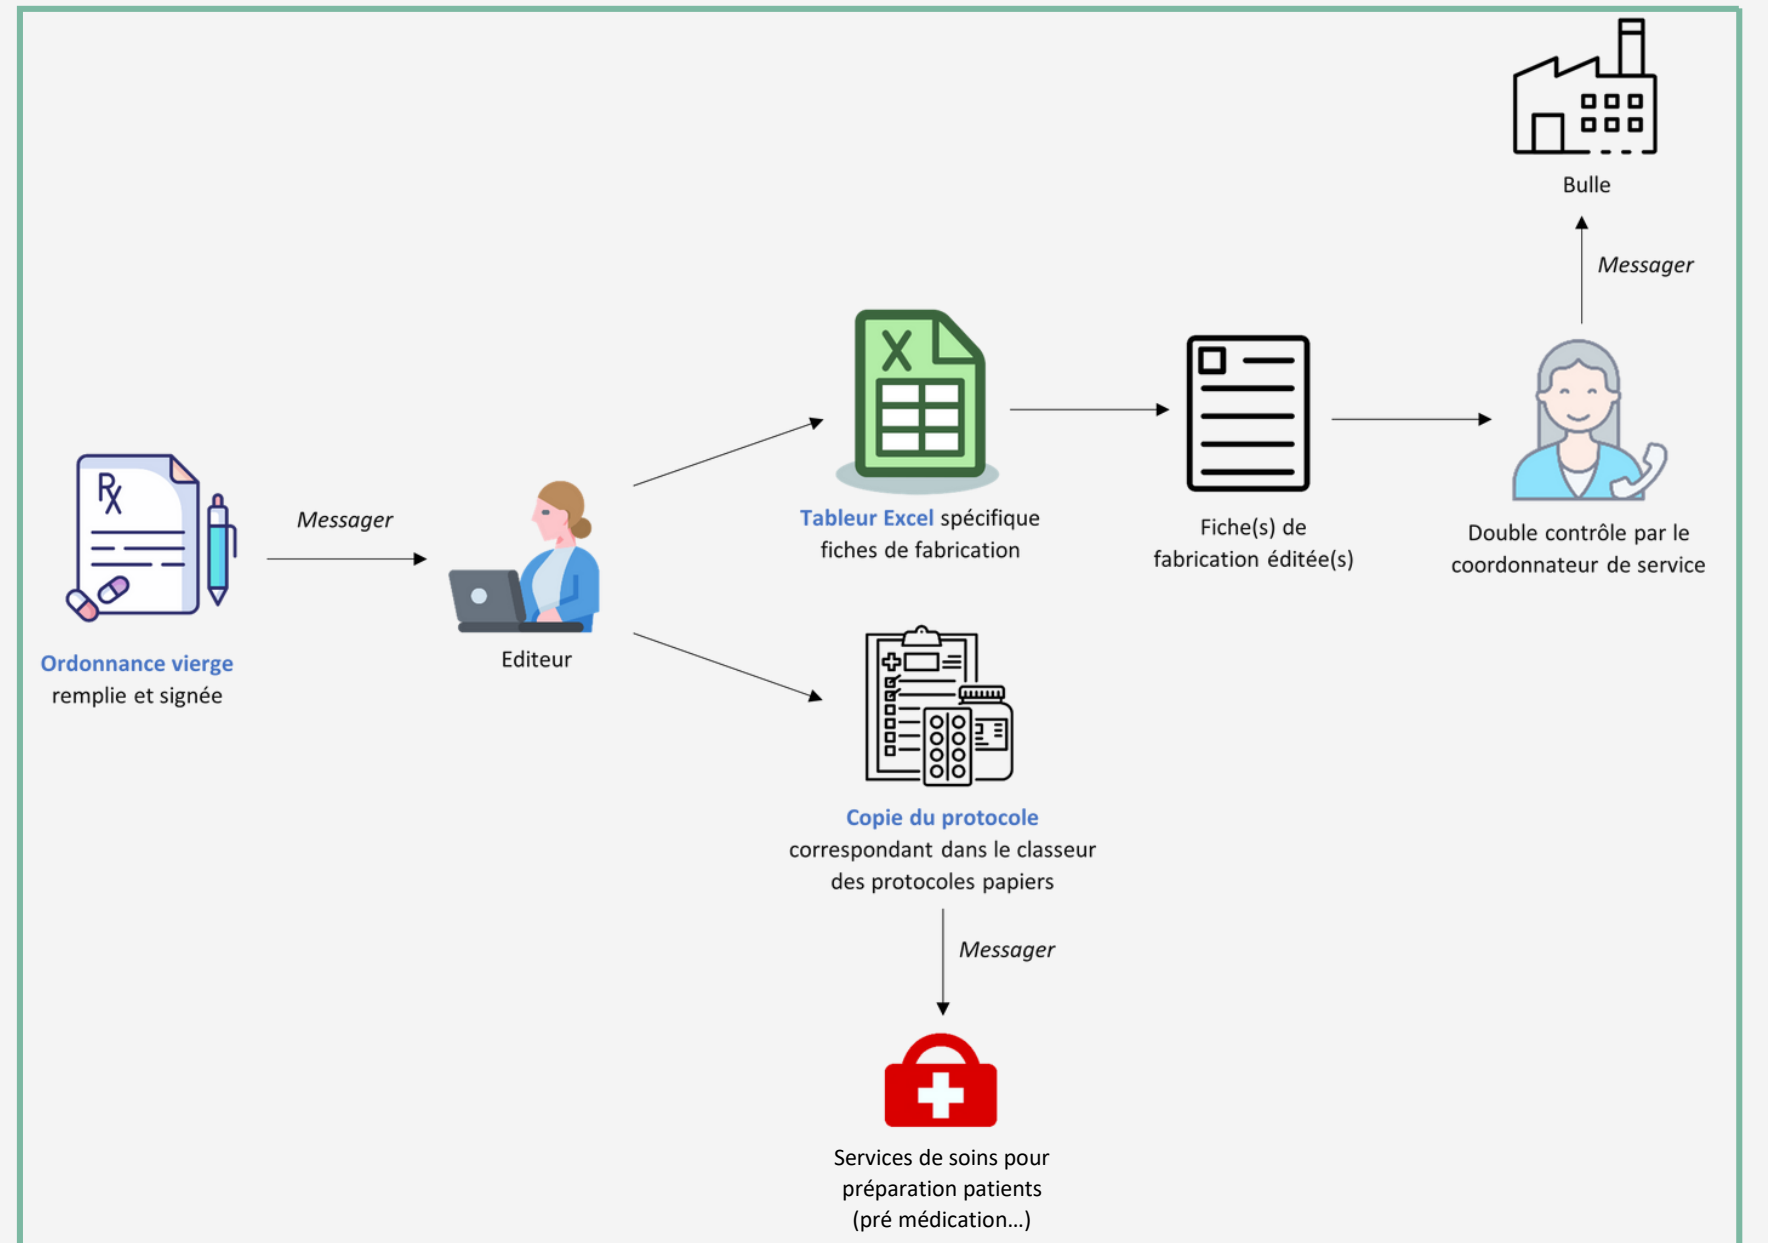 Bulle
Messager
Rx
Messager
X
Ordonnance vierge
remplie et signée
Editeur
Tableur Excel spécifique
fiches de fabrication
Fiche(s) de
fabrication éditée(s)
Double contrôle par le
coordonnateur de service
Copie du protocole
correspondant dans le classeur
des protocoles papiers
Messager
Services de soins pour
préparation patients
(pré médication...)